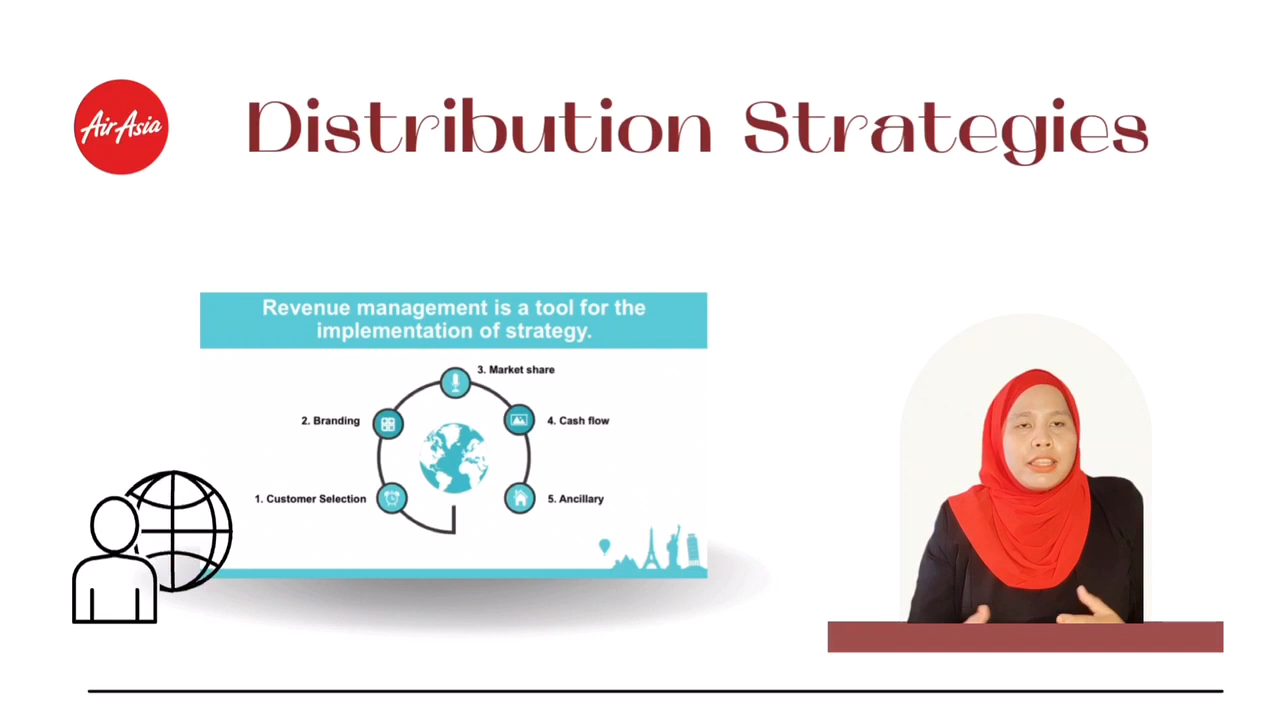 AirAsia
Distribution Strategies
Revenue management is a tool for the
implementation of strategy.
3. Market share
2. Branding
4. Cash flow
1. Customer Selection
5. Ancillary